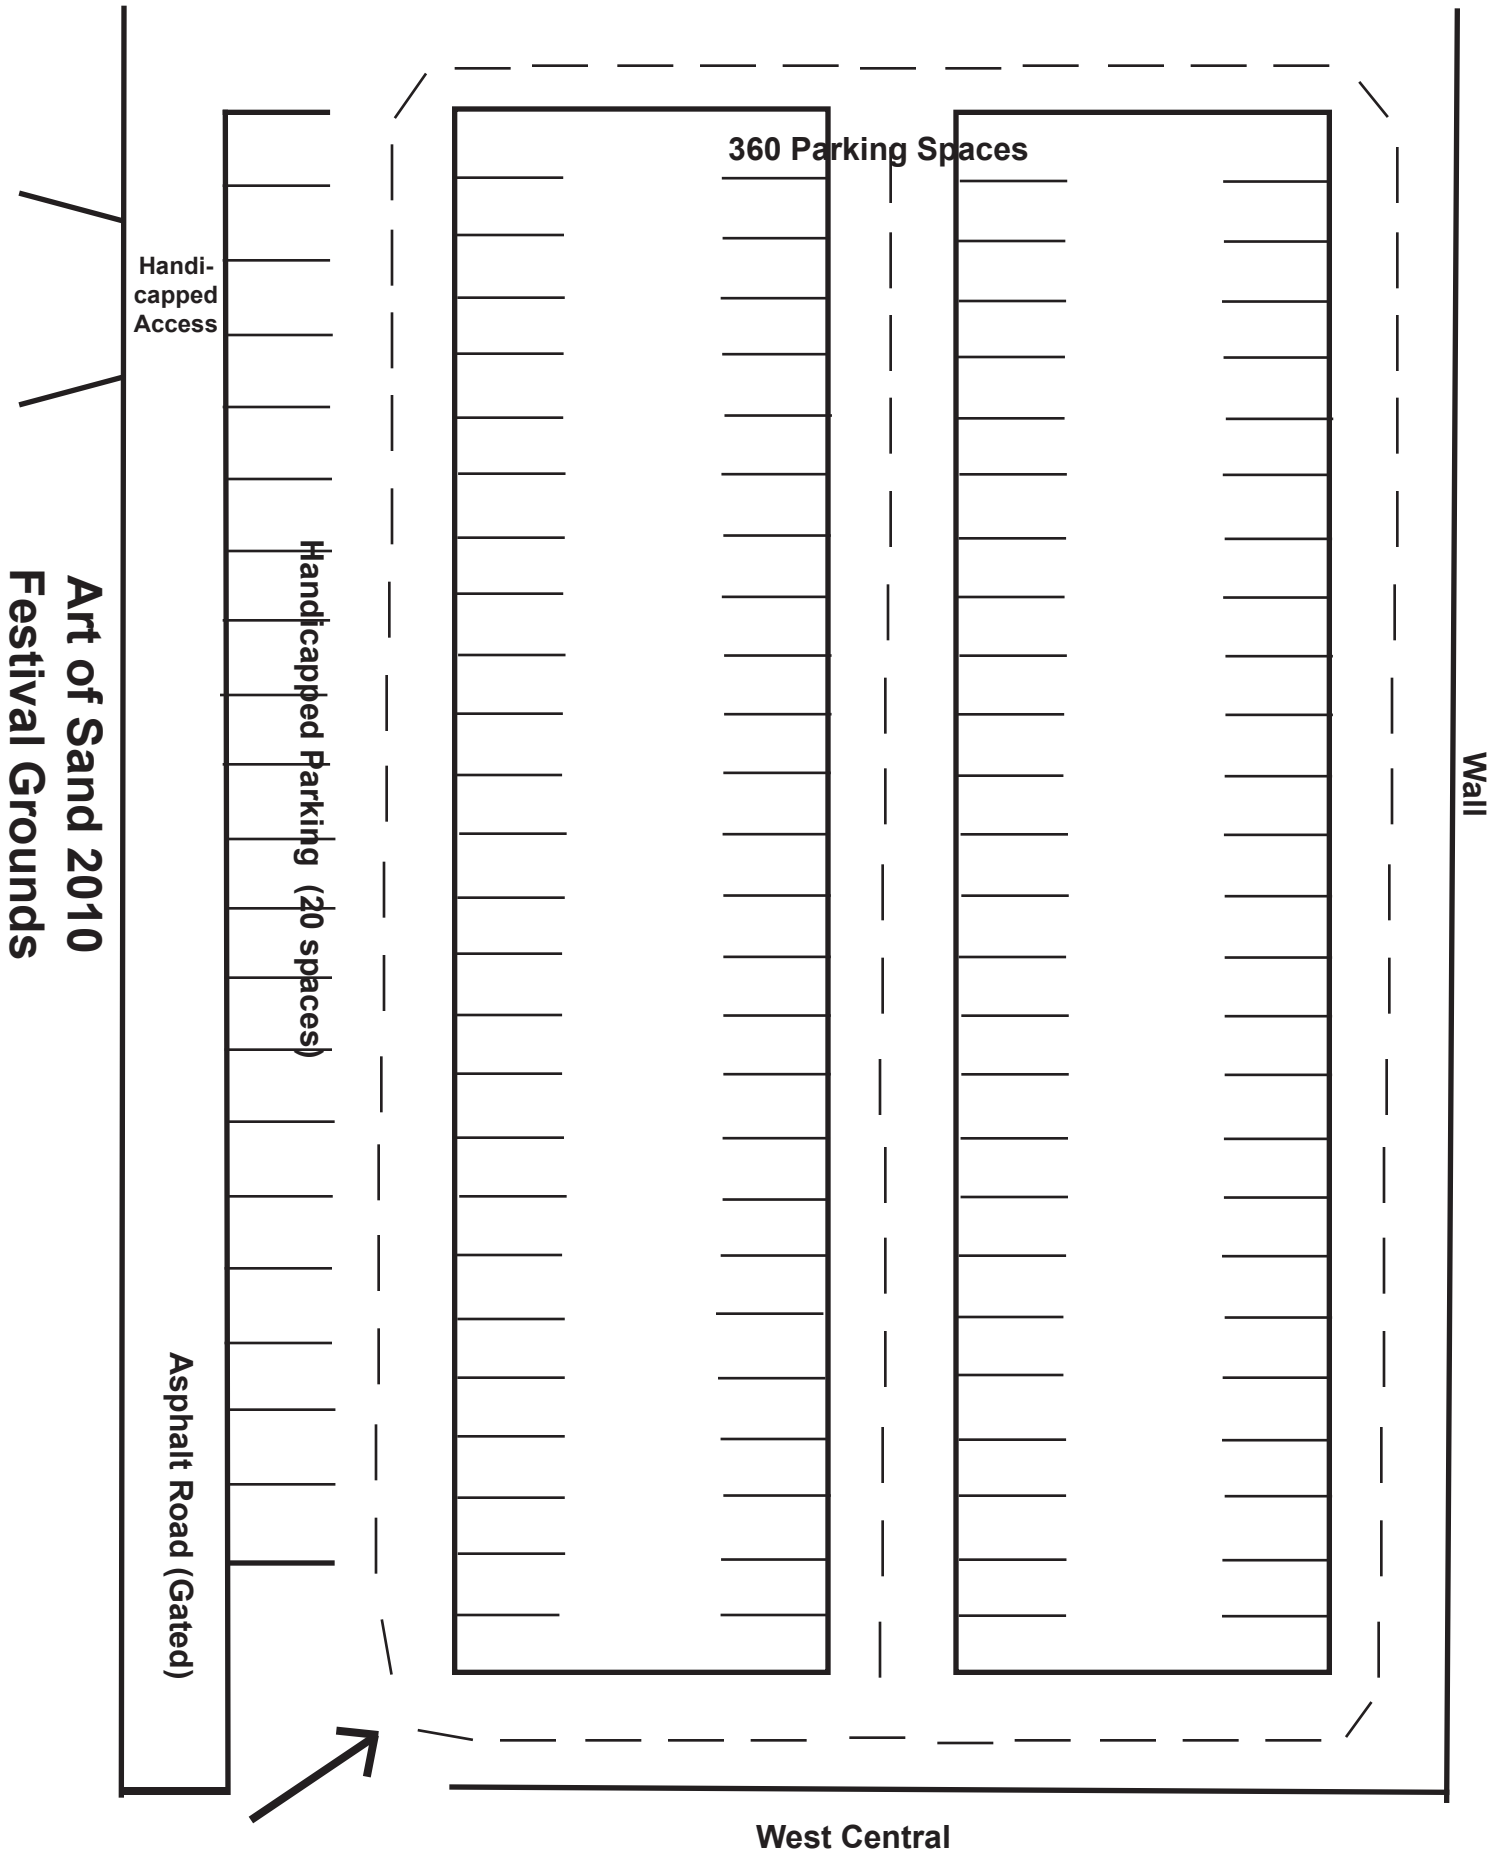 360 Parking Spaces
Handi-
capped
Access
Handicapped Parking (20 spaces)
Art of Sand 2010
Festival Grounds
Wall
Asphalt Road (Gated)
West Central